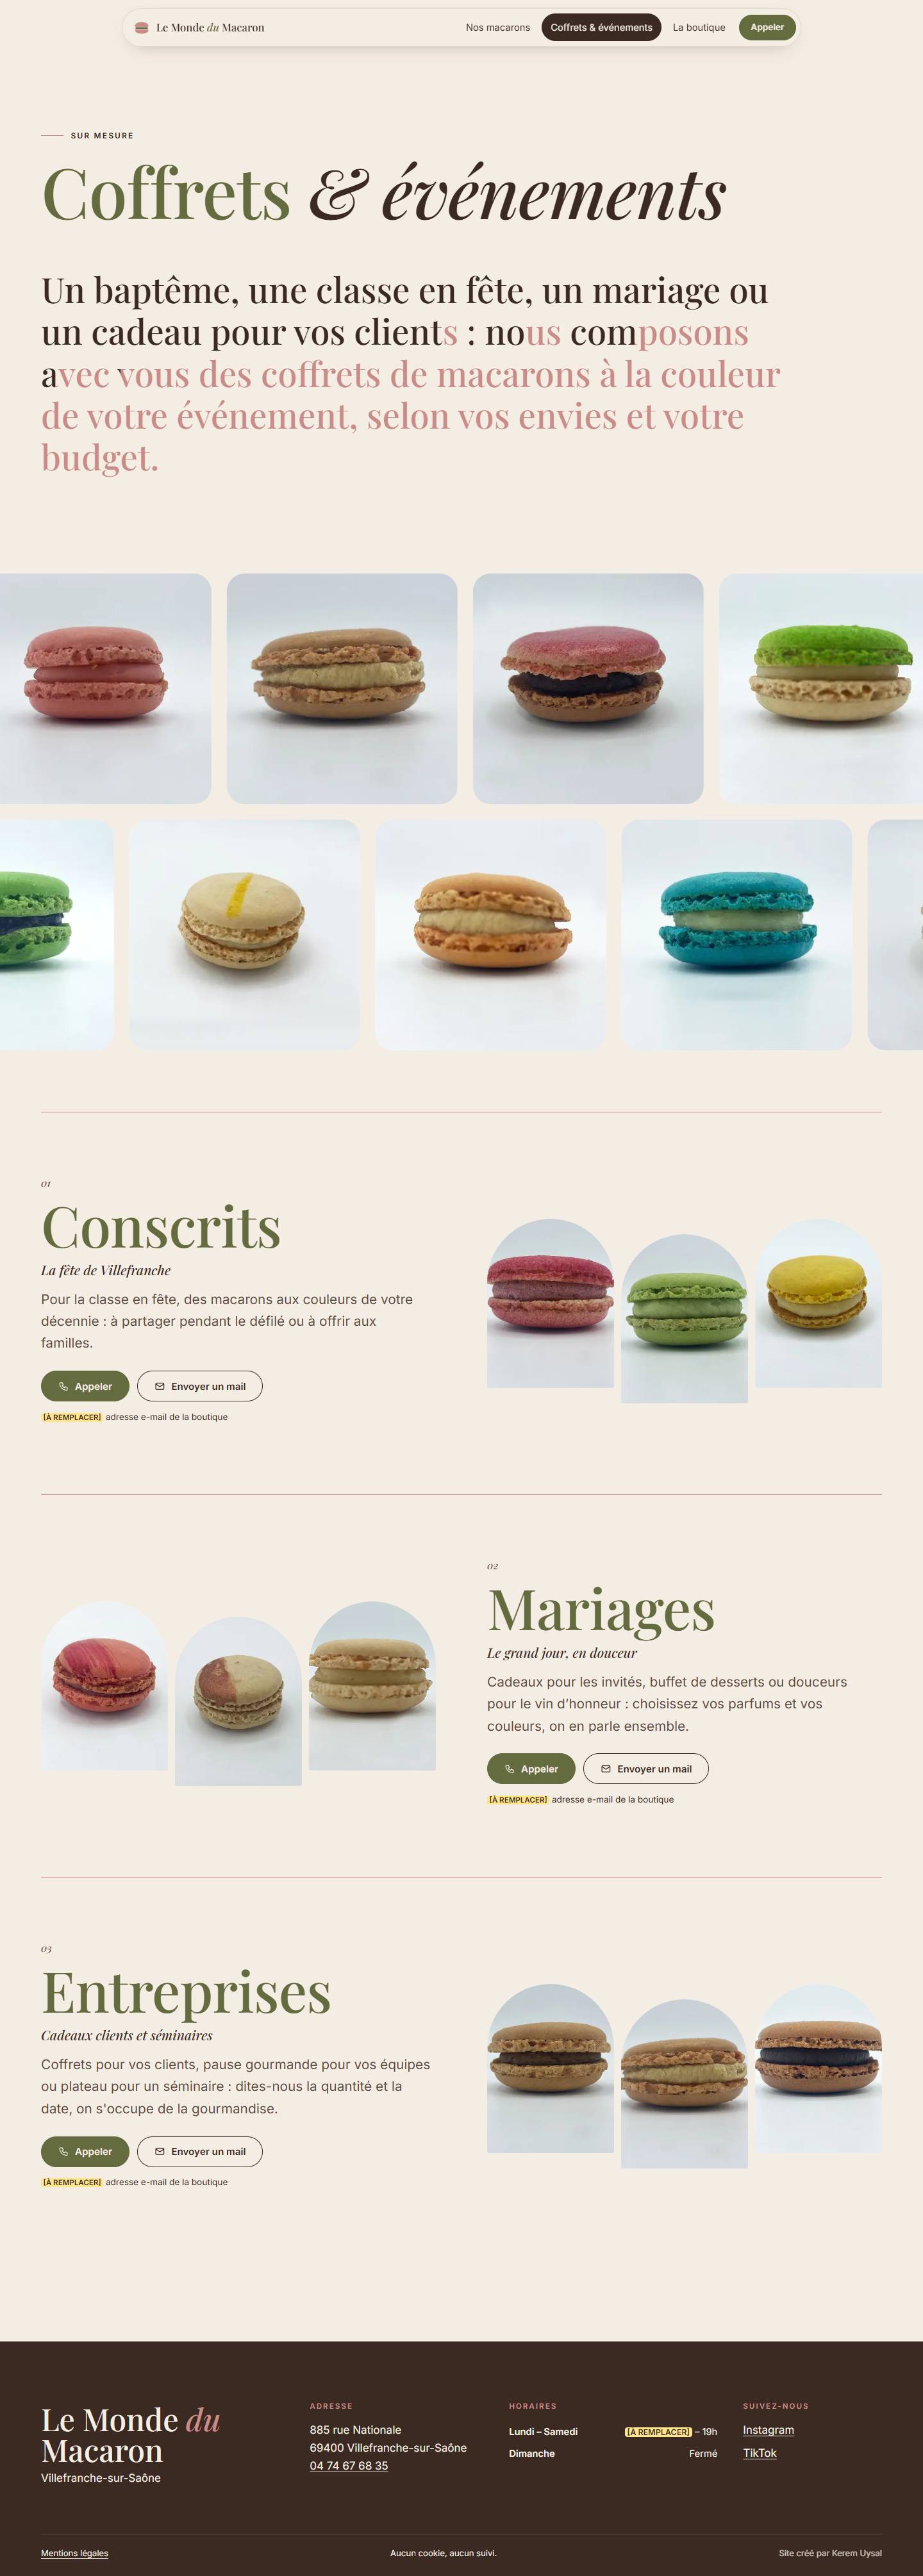 Le Monde du Macaron
Nos macarons
Coffrets & événements
La boutique
Appeler
SUR MESURE
Coffrets & événements
Un baptême, une classe en fête, un mariage ou
un cadeau pour vos clients : nous composons
avec vous des coffrets de macarons à la couleur
de votre événement, selon vos envies et votre
budget.
01
Conscrits
La fête de Villefranche
Pour la classe en fête, des macarons aux couleurs de votre
décennie : à partager pendant le défilé ou à offrir aux
familles.
Appeler
Envoyer un mail
[À REMPLACER] adresse e-mail de la boutique
02
Mariages
Le grand jour, en douceur
Cadeaux pour les invités, buffet de desserts ou douceurs
pour le vin d’honneur : choisissez vos parfums et vos
couleurs, on en parle ensemble.
Appeler
Envoyer un mail
[À REMPLACER] adresse e-mail de la boutique
03
Entreprises
Cadeaux clients et séminaires
Coffrets pour vos clients, pause gourmande pour vos équipes
ou plateau pour un séminaire : dites-nous la quantité et la
date, on s'occupe de la gourmandise.
Appeler
Envoyer un mail
[À REMPLACER] adresse e-mail de la boutique
Le Monde du
Macaron
Villefranche-sur-Saône
ADRESSE
885 rue Nationale
69400 Villefranche-sur-Saône
04 74 67 68 35
HORAIRES
Lundi – Samedi [À REMPLACER] – 19h
Dimanche Fermé
SUIVEZ-NOUS
Instagram
TikTok
Mentions légales
Aucun cookie, aucun suivi.
Site créé par Kerem Uysal